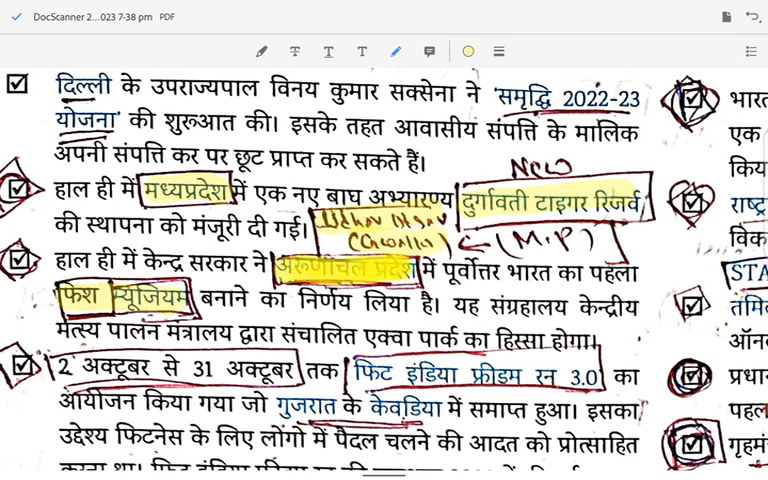 DocScanner 2...023 7-38 pm PDF
दिल्ली के उपराज्यपाल विनय कुमार सक्सेना ने 'समृद्धि 2022-23
योजना' की शुरूआत की। इसके तहत आवासीय संपत्ति के मालिक
अपनी संपत्ति कर पर छूट प्राप्त कर सकते हैं।
New
हाल ही में मध्यप्रदेश में एक नए बाघ अभ्यारण्य दुर्गावती टाइगर रिजर्व
की स्थापना को मंजूरी दी गई।
(M.P)
हाल ही में केन्द्र सरकार ने अरूणाचल प्रदेश में पूर्वोत्तर भारत का पहला
फिश म्यूजियम बनाने का निर्णय लिया है। यह संग्रहालय केन्द्रीय
मत्स्य पालन मंत्रालय द्वारा संचालित एक्वा पार्क का हिस्सा होगा।
2 अक्टूबर से 31 अक्टूबर तक फिट इंडिया फ्रीडम रन 3.0 का
आयोजन किया गया जो गुजरात के केवड़िया में समाप्त हुआ। इसका
उद्देश्य फिटनेस के लिए लोगो में पैदल चलने की आदत को प्रोत्साहित
भारत
एक
किय
राष्ट्र
विक
STA
तमि
ऑन
प्रधा
पहल
गृहमं